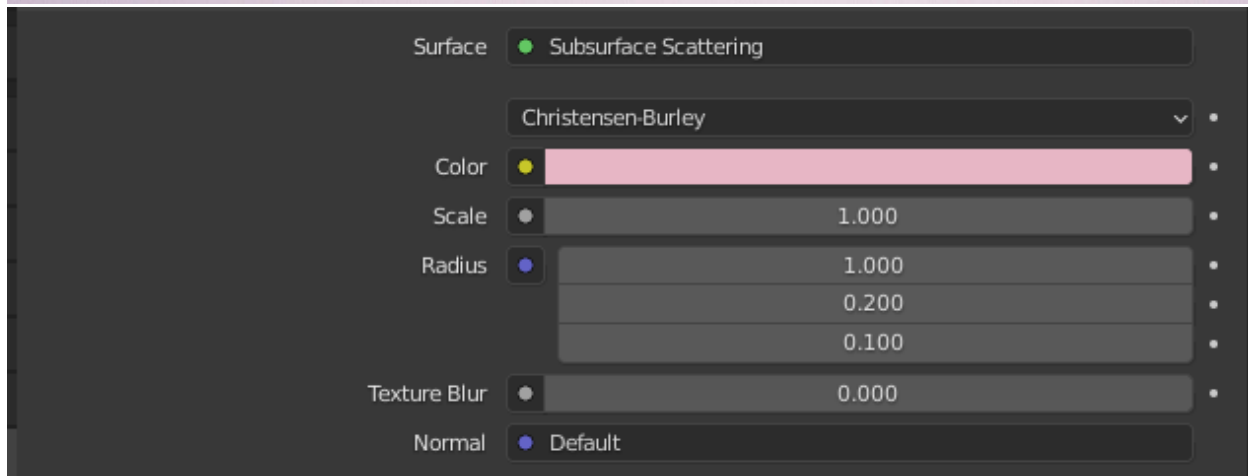 Surface Subsurface Scattering
Christensen-Burley
Color
Scale 1.000
Radius 1.000
0.200
0.100
Texture Blur 0.000
Normal Default